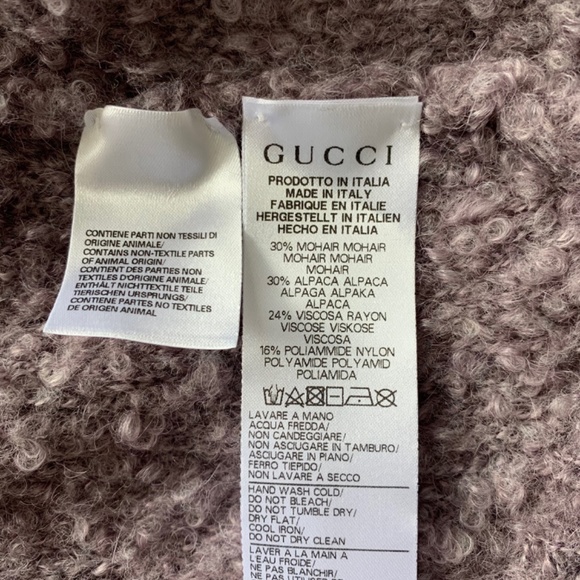 CONTIENE PARTI NON TESSILI DI
ORIGINE ANIMALE/
CONTAINS NON-TEXTILE PARTS
OF ANIMAL ORIGIN/
CONTIENT DES PARTIES NON
TEXTILES D'ORIGINE ANIMALE/
ENTHÄLT NICHTTEXTILE TEILE
TIERISCHEN URSPRUNGS/
CONTIENE PARTES NO TEXTILES
DE ORIGEN ANIMAL
GUCCI
PRODOTTO IN ITALIA
MADE IN ITALY
FABRIQUE EN ITALIE
HERGESTELLT IN ITALIEN
HECHO EN ITALIA
30% MOHAIR MOHAIR
MOHAIR MOHAIR
MOHAIR
30% ALPACA ALPACA
ALPAGA ALPAKA
ALPACA
24% VISCOSA RAYON
VISCOSE VISKOSE
VISCOSA
16% POLIAMMIDE NYLON
POLYAMIDE POLYAMID
POLIAMIDA
LAVARE A MANO
ACQUA FREDDA/
NON CANDEGGIARE/
NON ASCIUGARE IN TAMBURO/
ASCIUGARE IN PIANO/
FERRO TIEPIDO/
NON LAVARE A SECCO
HAND WASH COLD/
DO NOT BLEACH/
DO NOT TUMBLE DRY/
DRY FLAT/
COOL IRON/
DO NOT DRY CLEAN
LAVER A LA MAIN A
L'EAU FROIDE/
NE PAS BLANCHIR/
NE PAS UTILISER DE